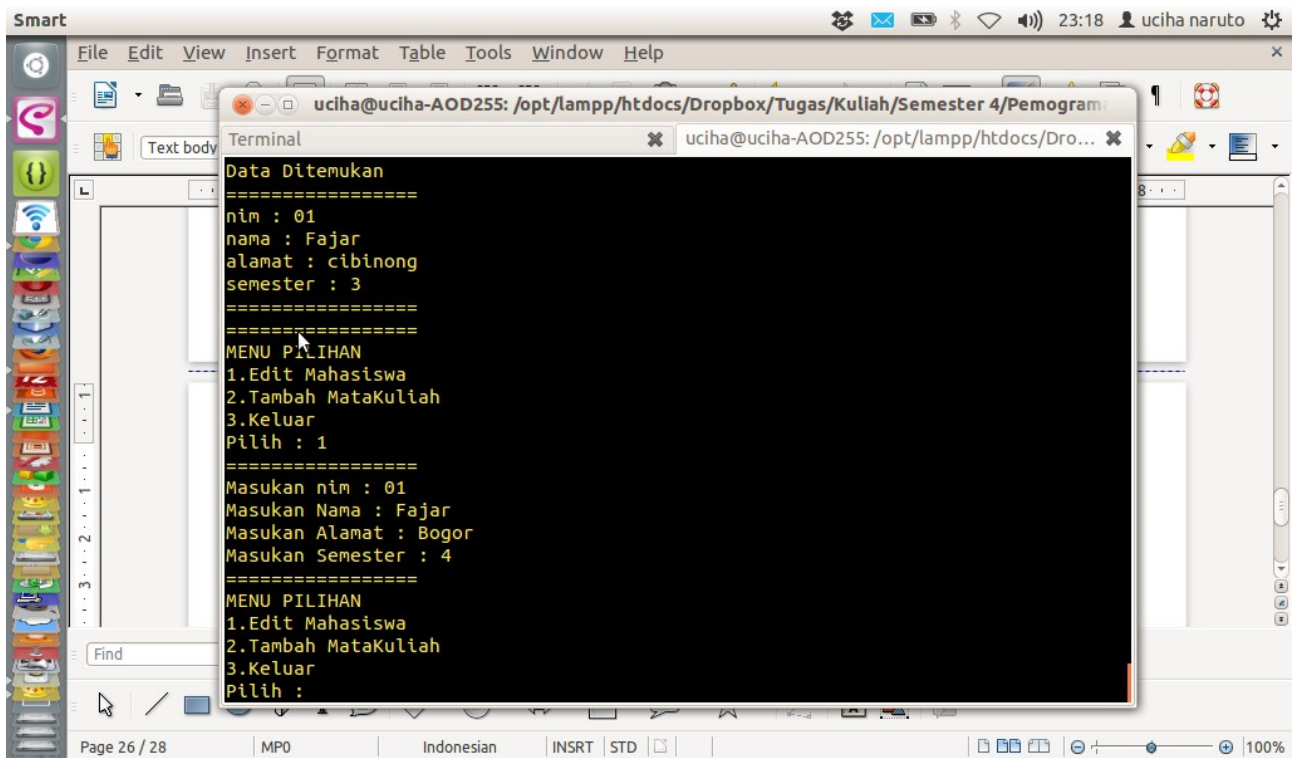 Smart
23:18 uciha naruto
File Edit View Insert Format Table Tools Window Help
uciha@uciha-AOD255: /opt/lampp/htdocs/Dropbox/Tugas/Kuliah/Semester 4/Pemogram
Terminal
uciha@uciha-AOD255: /opt/lampp/htdocs/Dro...
Text body
Data Ditemukan
=================
nim : 01
nama : Fajar
alamat : cibinong
semester : 3
=================
=================
MENU PILIHAN
1.Edit Mahasiswa
2.Tambah MataKuliah
3.Keluar
Pilih : 1
=================
Masukan nim : 01
Masukan Nama : Fajar
Masukan Alamat : Bogor
Masukan Semester : 4
=================
MENU PILIHAN
1.Edit Mahasiswa
2.Tambah MataKuliah
3.Keluar
Pilih :
Find
Page 26 / 28 MP0 Indonesian INSRT STD 100%